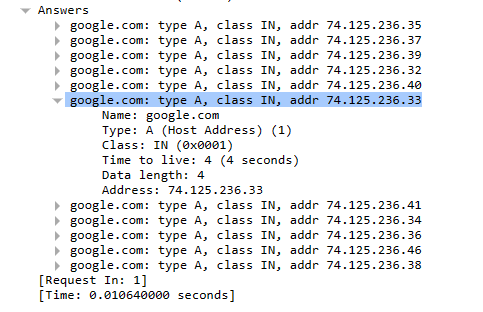 Answers
google.com: type A, class IN, addr 74.125.236.35
google.com: type A, class IN, addr 74.125.236.37
google.com: type A, class IN, addr 74.125.236.39
google.com: type A, class IN, addr 74.125.236.32
google.com: type A, class IN, addr 74.125.236.40
google.com: type A, class IN, addr 74.125.236.33
Name: google.com
Type: A (Host Address) (1)
Class: IN (0x0001)
Time to live: 4 (4 seconds)
Data length: 4
Address: 74.125.236.33
google.com: type A, class IN, addr 74.125.236.41
google.com: type A, class IN, addr 74.125.236.34
google.com: type A, class IN, addr 74.125.236.36
google.com: type A, class IN, addr 74.125.236.46
google.com: type A, class IN, addr 74.125.236.38
[Request In: 1]
[Time: 0.010640000 seconds]